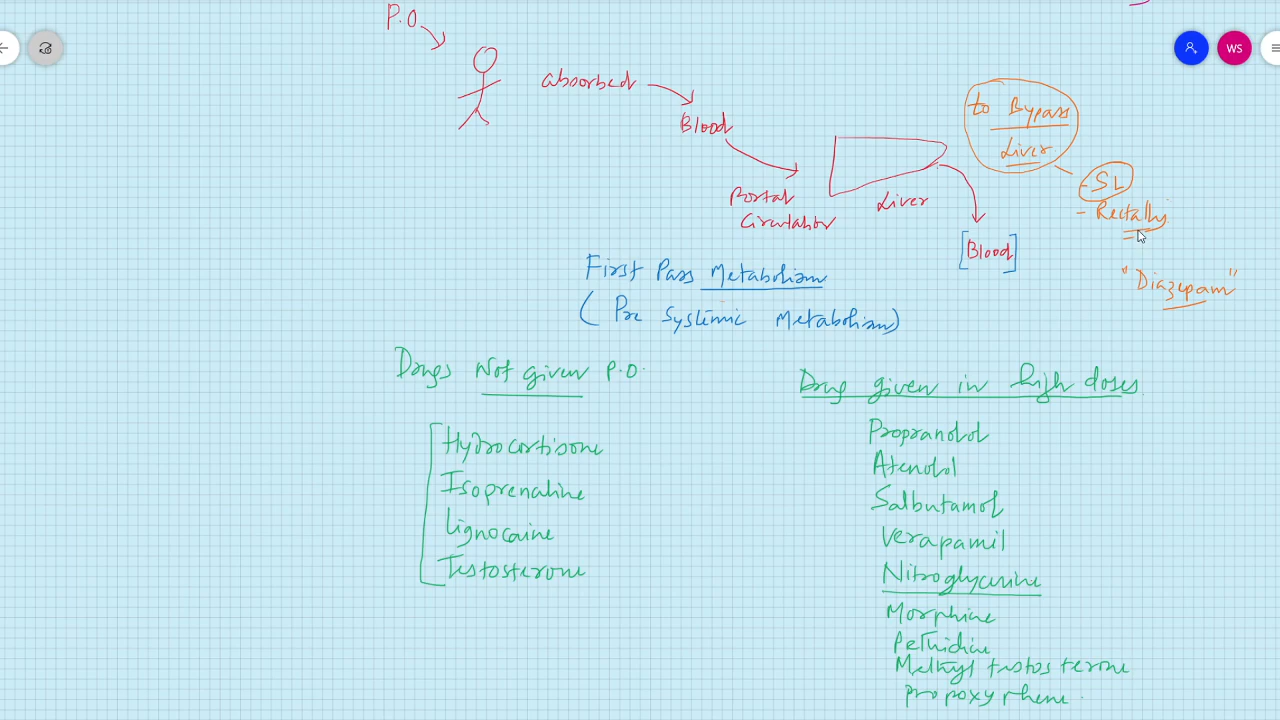 P.O.
absorbed
Blood
Portal
Circulation
Liver
[Blood]
to Bypass
Liver
- SL
- Rectally
"Diazepam"
First Pass Metabolism
( Pre Systemic Metabolism)
Drugs Not given P.O.
Hydrocortisone
Isoprenaline
Lignocaine
Testosterone
Drug given in high doses
Propranolol
Atenolol
Salbutamol
Verapamil
Nitroglycerine
Morphine
Pethidine
Methyl testosterone
Propoxyphene
WS